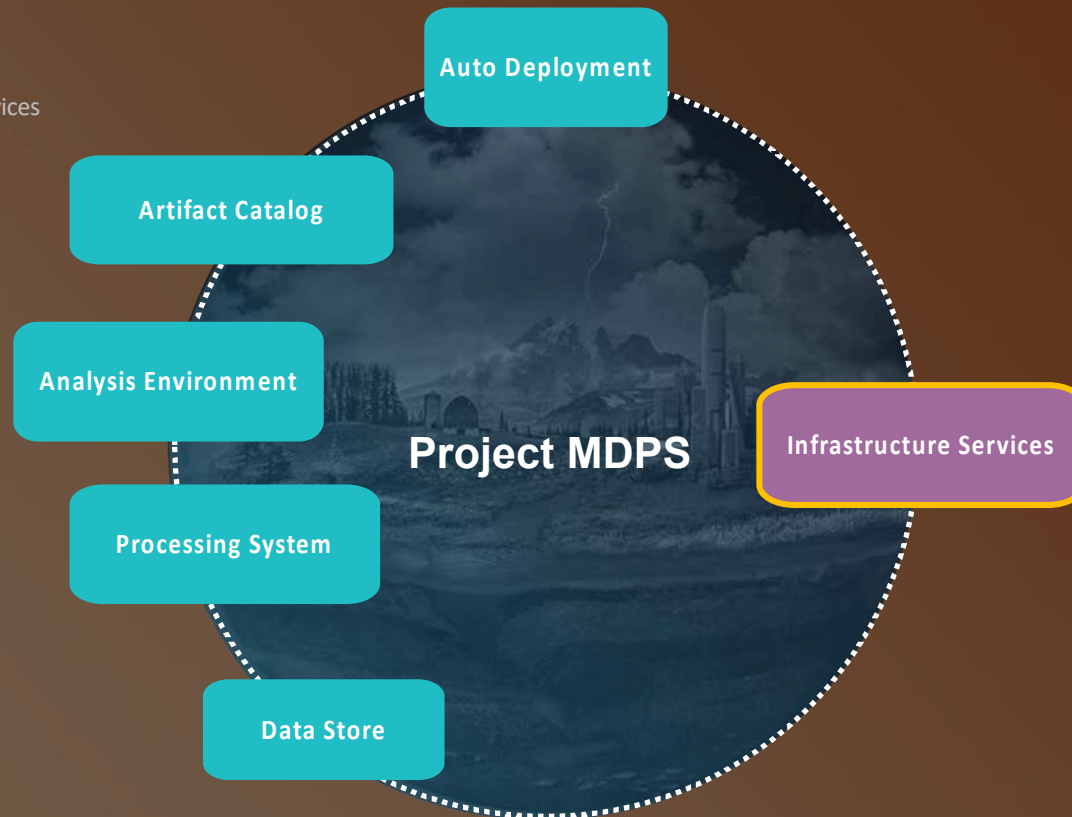 Auto Deployment
Artifact Catalog
Analysis Environment
Project MDPS
Infrastructure Services
Processing System
Data Store